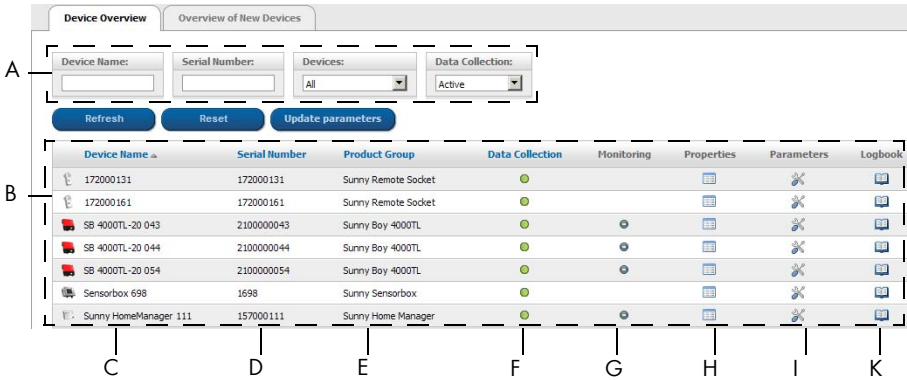 Device Overview Overview of New Devices
A
Device Name: Serial Number: Devices: Data Collection:
All Active
Refresh Reset Update parameters
B
Device Name Serial Number Product Group Data Collection Monitoring Properties Parameters Logbook
172000131 172000131 Sunny Remote Socket
172000161 172000161 Sunny Remote Socket
SB 4000TL-20 043 2100000043 Sunny Boy 4000TL
SB 4000TL-20 044 2100000044 Sunny Boy 4000TL
SB 4000TL-20 054 2100000054 Sunny Boy 4000TL
Sensorbox 698 1698 Sunny Sensorbox
Sunny HomeManager 111 157000111 Sunny Home Manager
C D E F G H I K